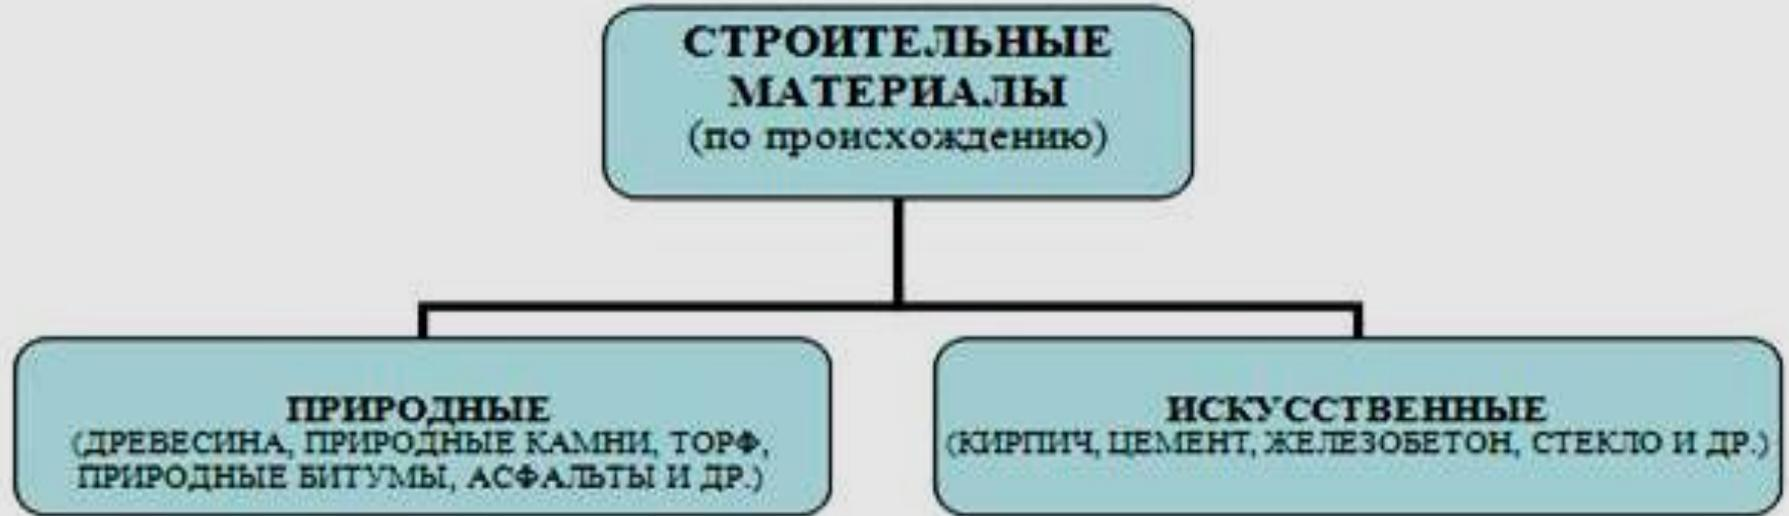 СТРОИТЕЛЬНЫЕ
МАТЕРИАЛЫ
(по происхождению)
ПРИРОДНЫЕ
(ДРЕВЕСИНА, ПРИРОДНЫЕ КАМНИ, ТОРФ,
ПРИРОДНЫЕ БИТУМЫ, АСФАЛЬТЫ И ДР.)
ИСКУССТВЕННЫЕ
(КИРПИЧ, ЦЕМЕНТ, ЖЕЛЕЗОБЕТОН, СТЕКЛО И ДР.)